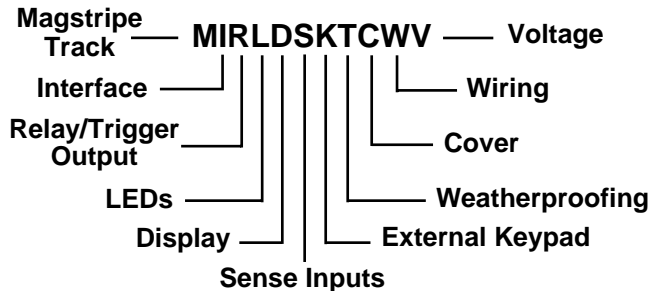 Magstripe
Track
MIRLDSKTCWV
Voltage
Interface
Wiring
Relay/Trigger
Output
Cover
LEDs
Weatherproofing
Display
External Keypad
Sense Inputs